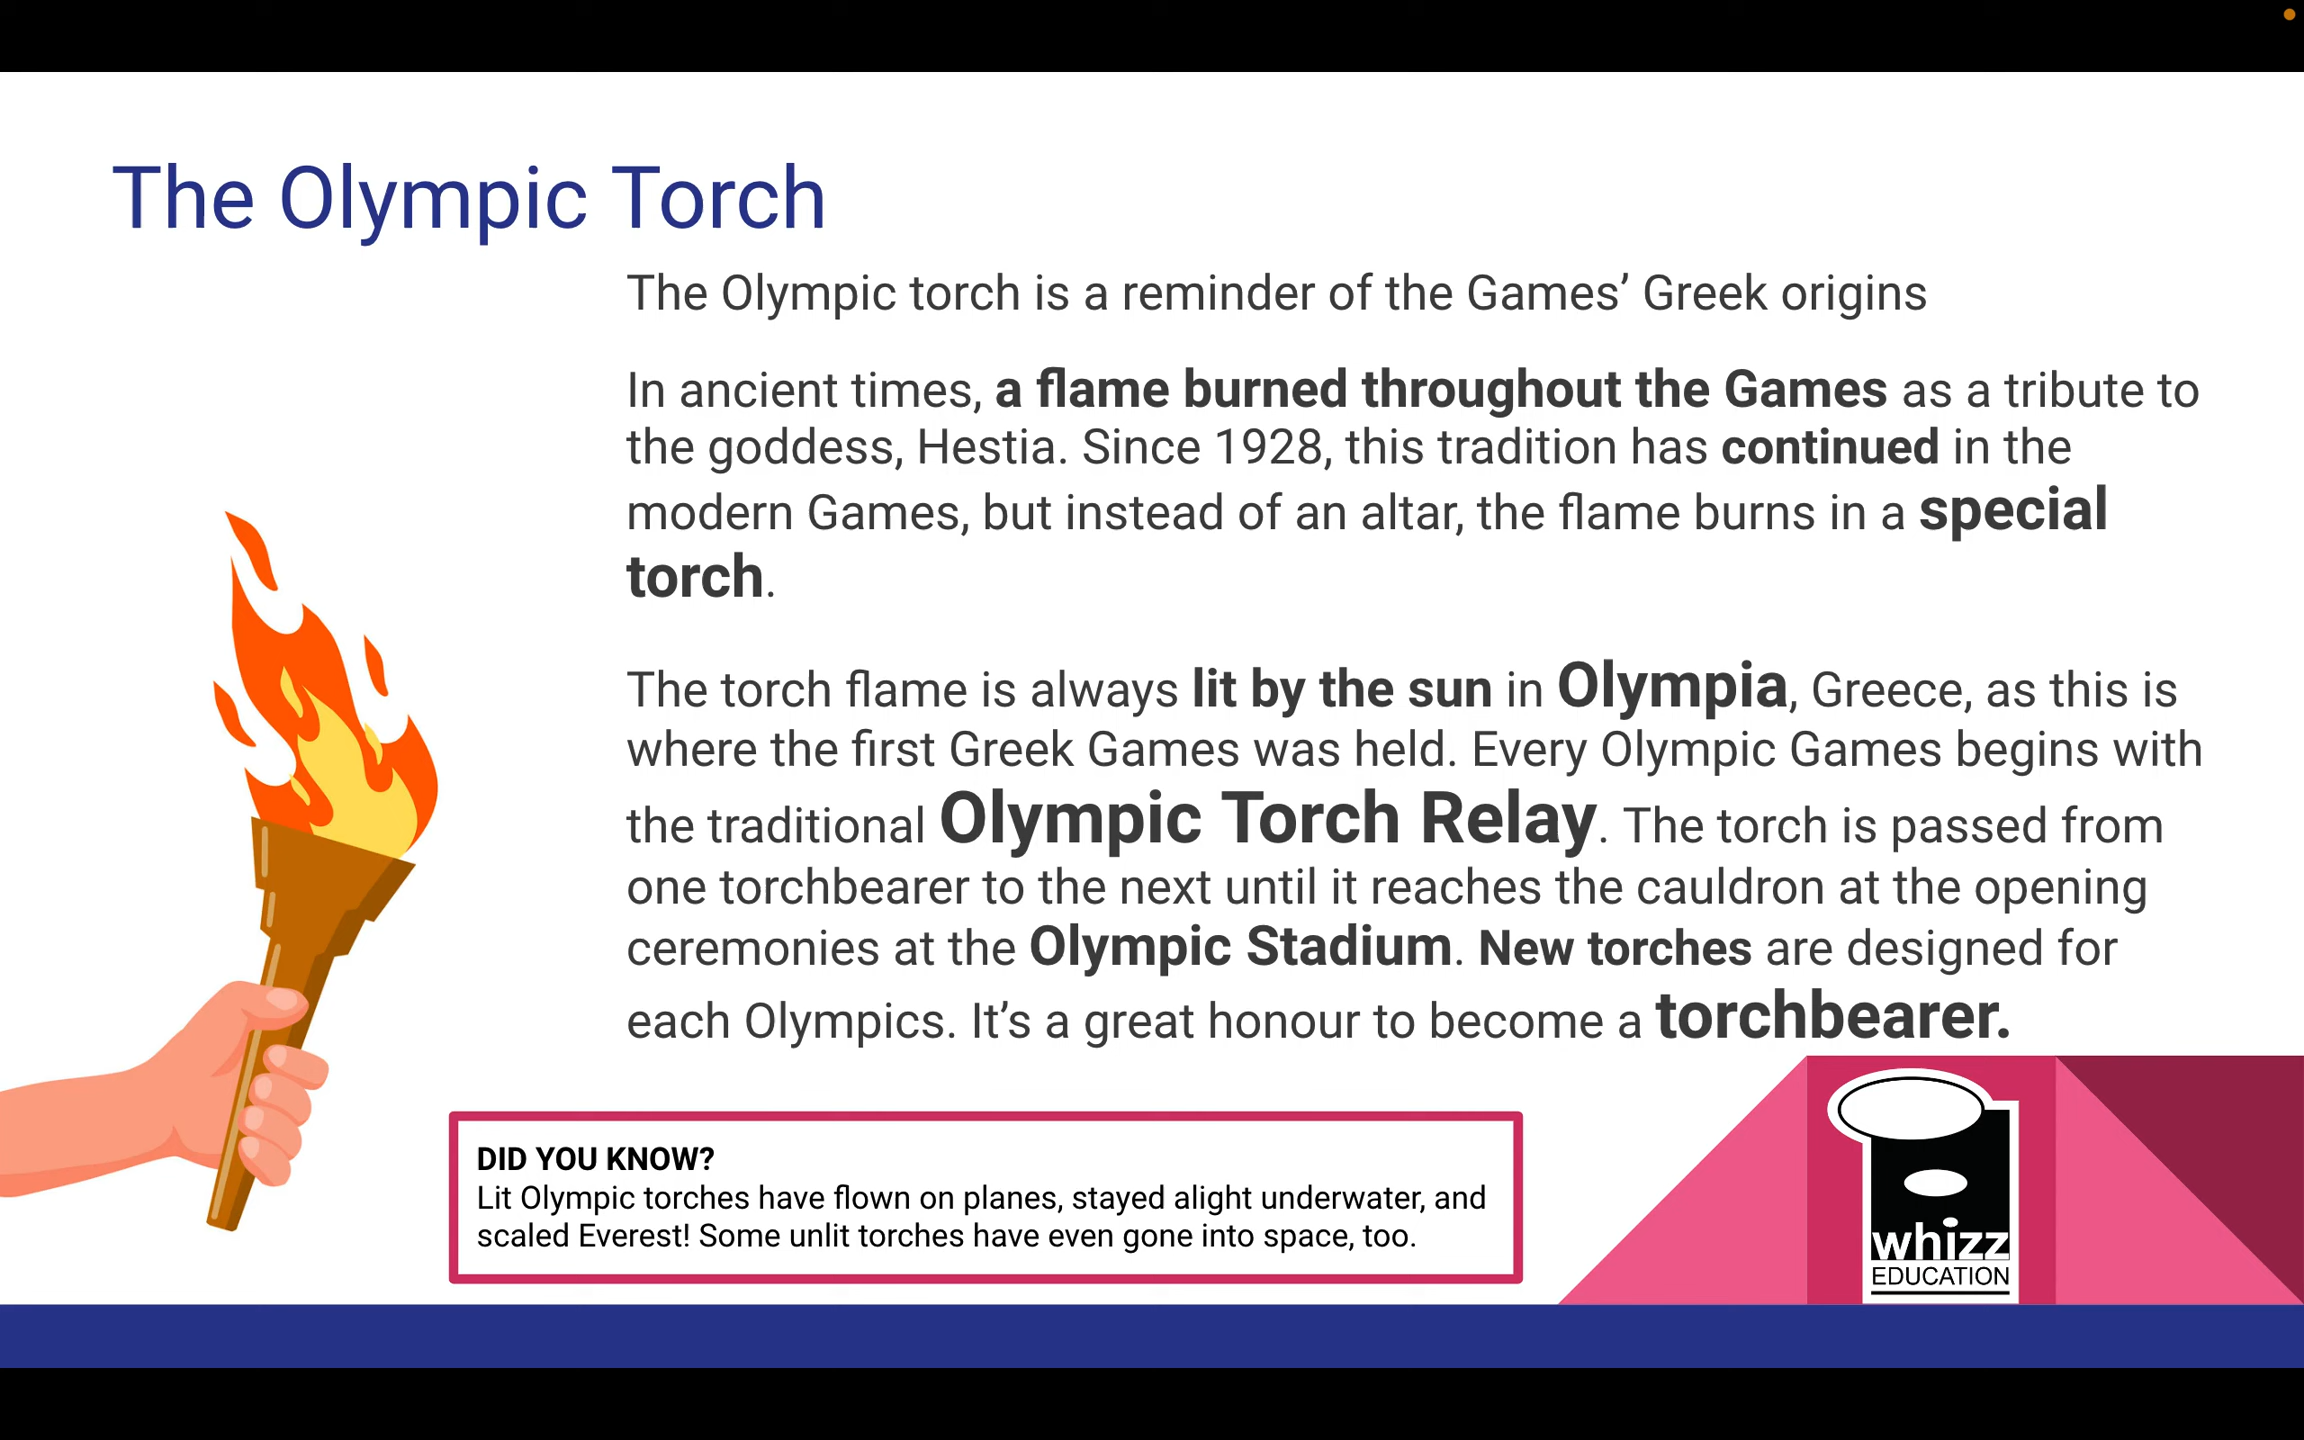 The Olympic Torch
The Olympic torch is a reminder of the Games’ Greek origins
In ancient times, a flame burned throughout the Games as a tribute to
the goddess, Hestia. Since 1928, this tradition has continued in the
modern Games, but instead of an altar, the flame burns in a special
torch.
The torch flame is always lit by the sun in Olympia, Greece, as this is
where the first Greek Games was held. Every Olympic Games begins with
the traditional Olympic Torch Relay. The torch is passed from
one torchbearer to the next until it reaches the cauldron at the opening
ceremonies at the Olympic Stadium. New torches are designed for
each Olympics. It’s a great honour to become a torchbearer.
DID YOU KNOW?
Lit Olympic torches have flown on planes, stayed alight underwater, and
scaled Everest! Some unlit torches have even gone into space, too.
whizz
EDUCATION